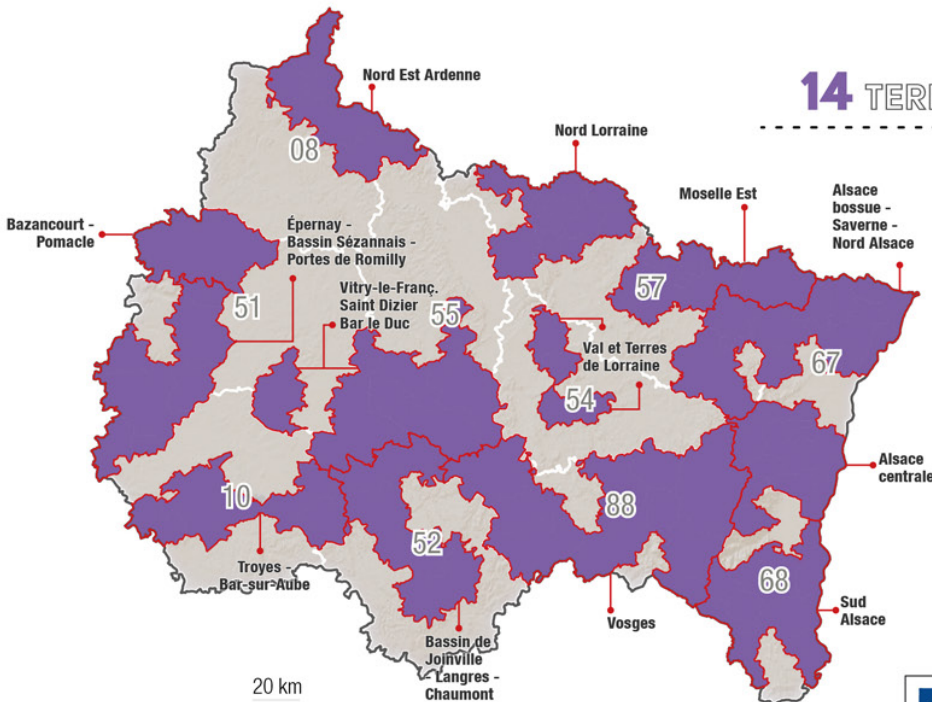 14 TERR
Nord Est Ardenne
Nord Lorraine
Moselle Est
Alsace
bossue -
Saverne -
Nord Alsace
08
Bazancourt -
Pomacle
Épernay -
Bassin Sézannais -
Portes de Romilly
51
Vitry-le-Franç.
Saint Dizier
Bar le Duc
55
57
Val et Terres
de Lorraine
54
67
Alsace
centrale
10
52
88
68
Troyes -
Bar-sur-Aube
Sud
Alsace
Vosges
Bassin de
Joinville
- Langres -
Chaumont
20 km